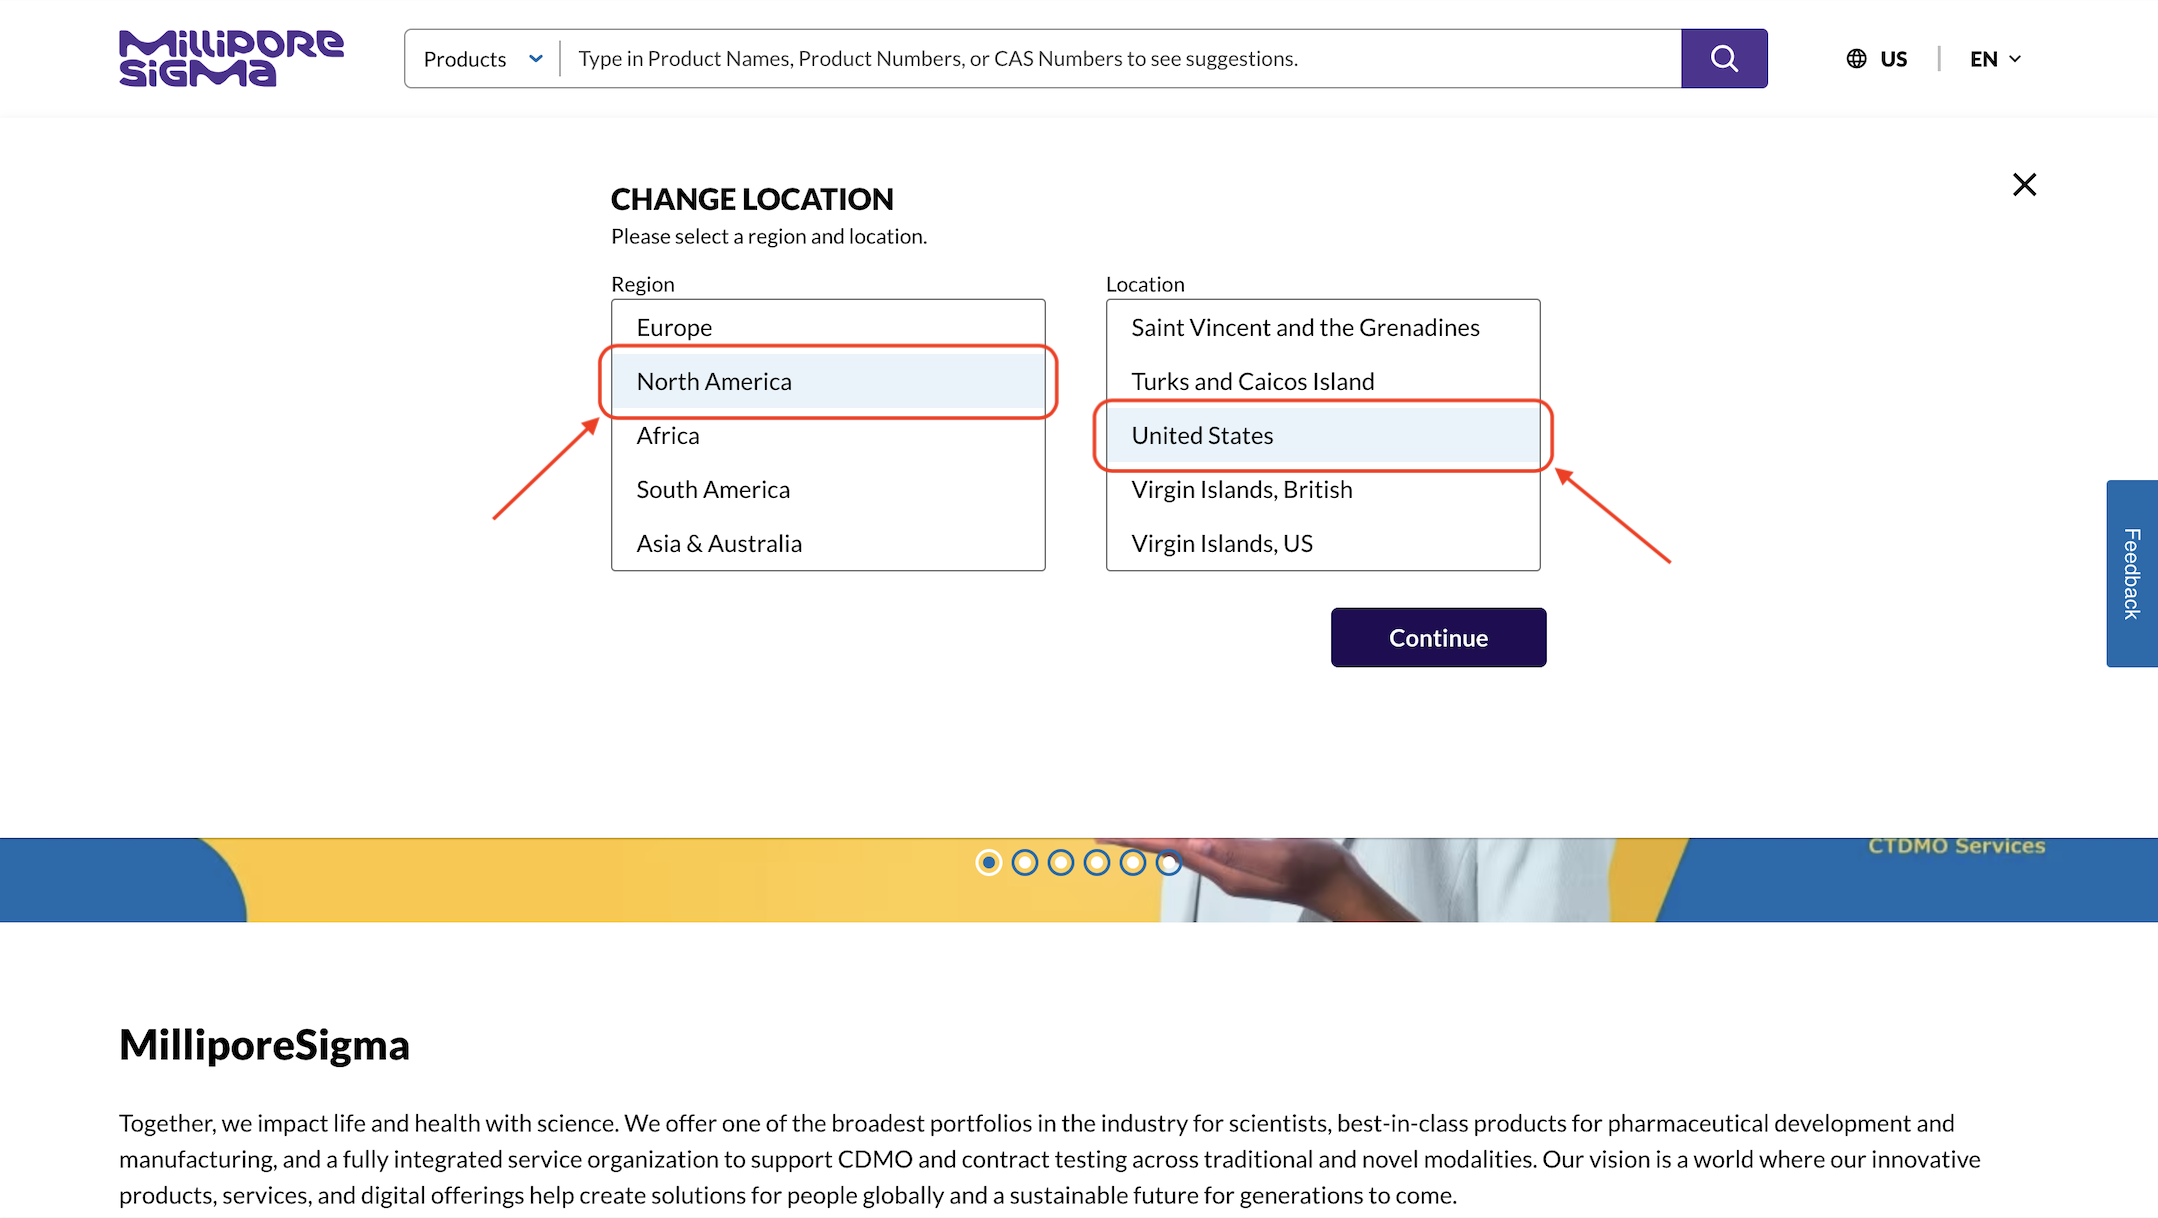 MilliPORe
SiGMa
Products
Type in Product Names, Product Numbers, or CAS Numbers to see suggestions.
US
EN
CHANGE LOCATION
Please select a region and location.
Region
Location
Europe
North America
Africa
South America
Asia & Australia
Saint Vincent and the Grenadines
Turks and Caicos Island
United States
Virgin Islands, British
Virgin Islands, US
Continue
Feedback
CTDMO Services
MilliporeSigma
Together, we impact life and health with science. We offer one of the broadest portfolios in the industry for scientists, best-in-class products for pharmaceutical development and
manufacturing, and a fully integrated service organization to support CDMO and contract testing across traditional and novel modalities. Our vision is a world where our innovative
products, services, and digital offerings help create solutions for people globally and a sustainable future for generations to come.